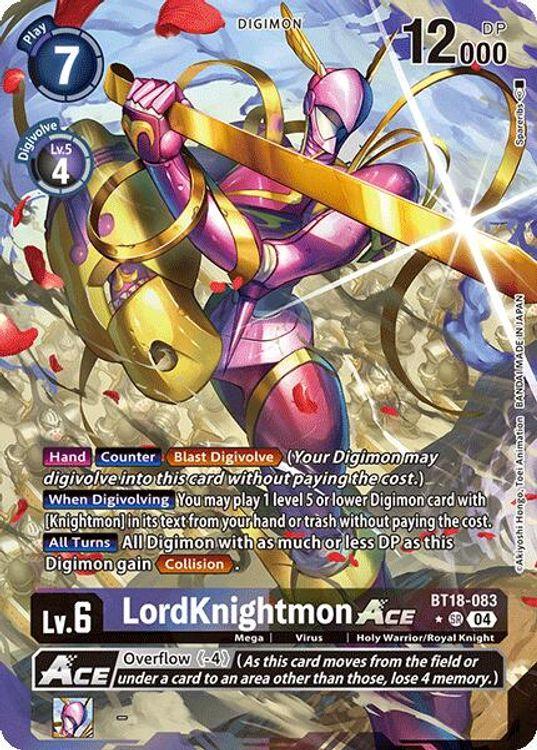 Play
DIGIMON
DP
7
12000
Digivolve
Lv.5
4
Spareribs
Hand Counter Blast Digivolve (Your Digimon may
digivolve into this card without paying the cost.)
When Digivolving You may play 1 level 5 or lower Digimon card with
[Knightmon] in its text from your hand or trash without paying the cost.
All Turns All Digimon with as much or less DP as this
Digimon gain Collision.
©Akiyoshi Hongo, Toei Animation BANDAI MADE IN JAPAN
Lv.6 LordKnightmon ACE
BT18-083
SR 04
Mega | Virus | Holy Warrior/Royal Knight
ACE Overflow《-4》(As this card moves from the field or
under a card to an area other than those, lose 4 memory.)
-